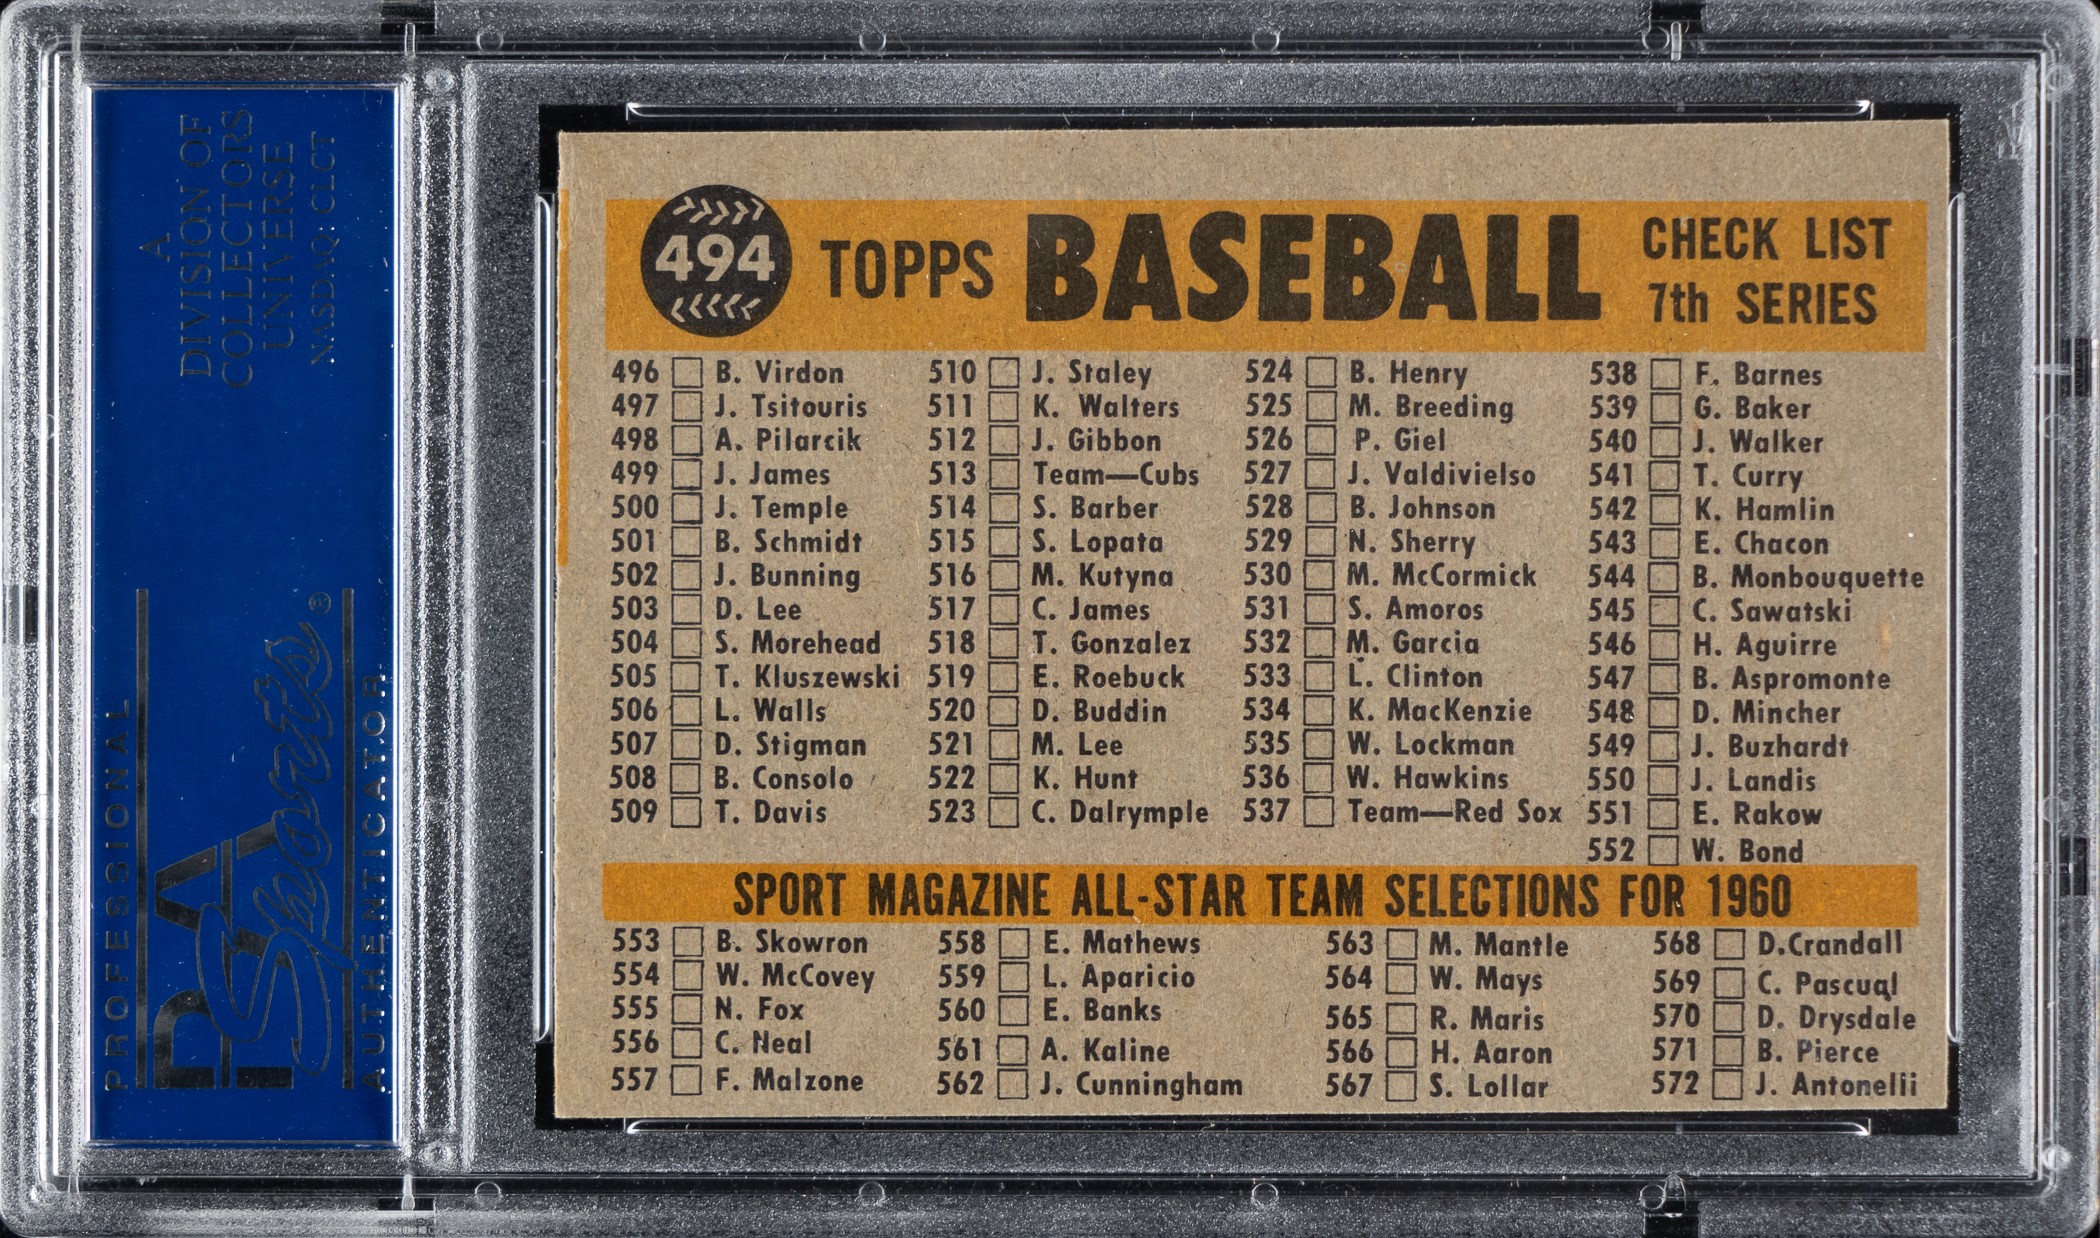 A
DIVISION OF
COLLECTORS
UNIVERSE
NASDAQ: CLCT
PROFESSIONAL
PSA
Sports®
AUTHENTICATOR
494 TOPPS BASEBALL CHECK LIST
7th SERIES
496 B. Virdon 510 J. Staley 524 B. Henry 538 F. Barnes
497 J. Tsitouris 511 K. Walters 525 M. Breeding 539 G. Baker
498 A. Pilarcik 512 J. Gibbon 526 P. Giel 540 J. Walker
499 J. James 513 Team—Cubs 527 J. Valdivielso 541 T. Curry
500 J. Temple 514 S. Barber 528 B. Johnson 542 K. Hamlin
501 B. Schmidt 515 S. Lopata 529 N. Sherry 543 E. Chacon
502 J. Bunning 516 M. Kutyna 530 M. McCormick 544 B. Monbouquette
503 D. Lee 517 C. James 531 S. Amoros 545 C. Sawatski
504 S. Morehead 518 T. Gonzalez 532 M. Garcia 546 H. Aguirre
505 T. Kluszewski 519 E. Roebuck 533 L. Clinton 547 B. Aspromonte
506 L. Walls 520 D. Buddin 534 K. MacKenzie 548 D. Mincher
507 D. Stigman 521 M. Lee 535 W. Lockman 549 J. Buzhardt
508 B. Consolo 522 K. Hunt 536 W. Hawkins 550 J. Landis
509 T. Davis 523 C. Dalrymple 537 Team—Red Sox 551 E. Rakow
552 W. Bond
SPORT MAGAZINE ALL-STAR TEAM SELECTIONS FOR 1960
553 B. Skowron 558 E. Mathews 563 M. Mantle 568 D.Crandall
554 W. McCovey 559 L. Aparicio 564 W. Mays 569 C. Pascual
555 N. Fox 560 E. Banks 565 R. Maris 570 D. Drysdale
556 C. Neal 561 A. Kaline 566 H. Aaron 571 B. Pierce
557 F. Malzone 562 J. Cunningham 567 S. Lollar 572 J. Antonelli